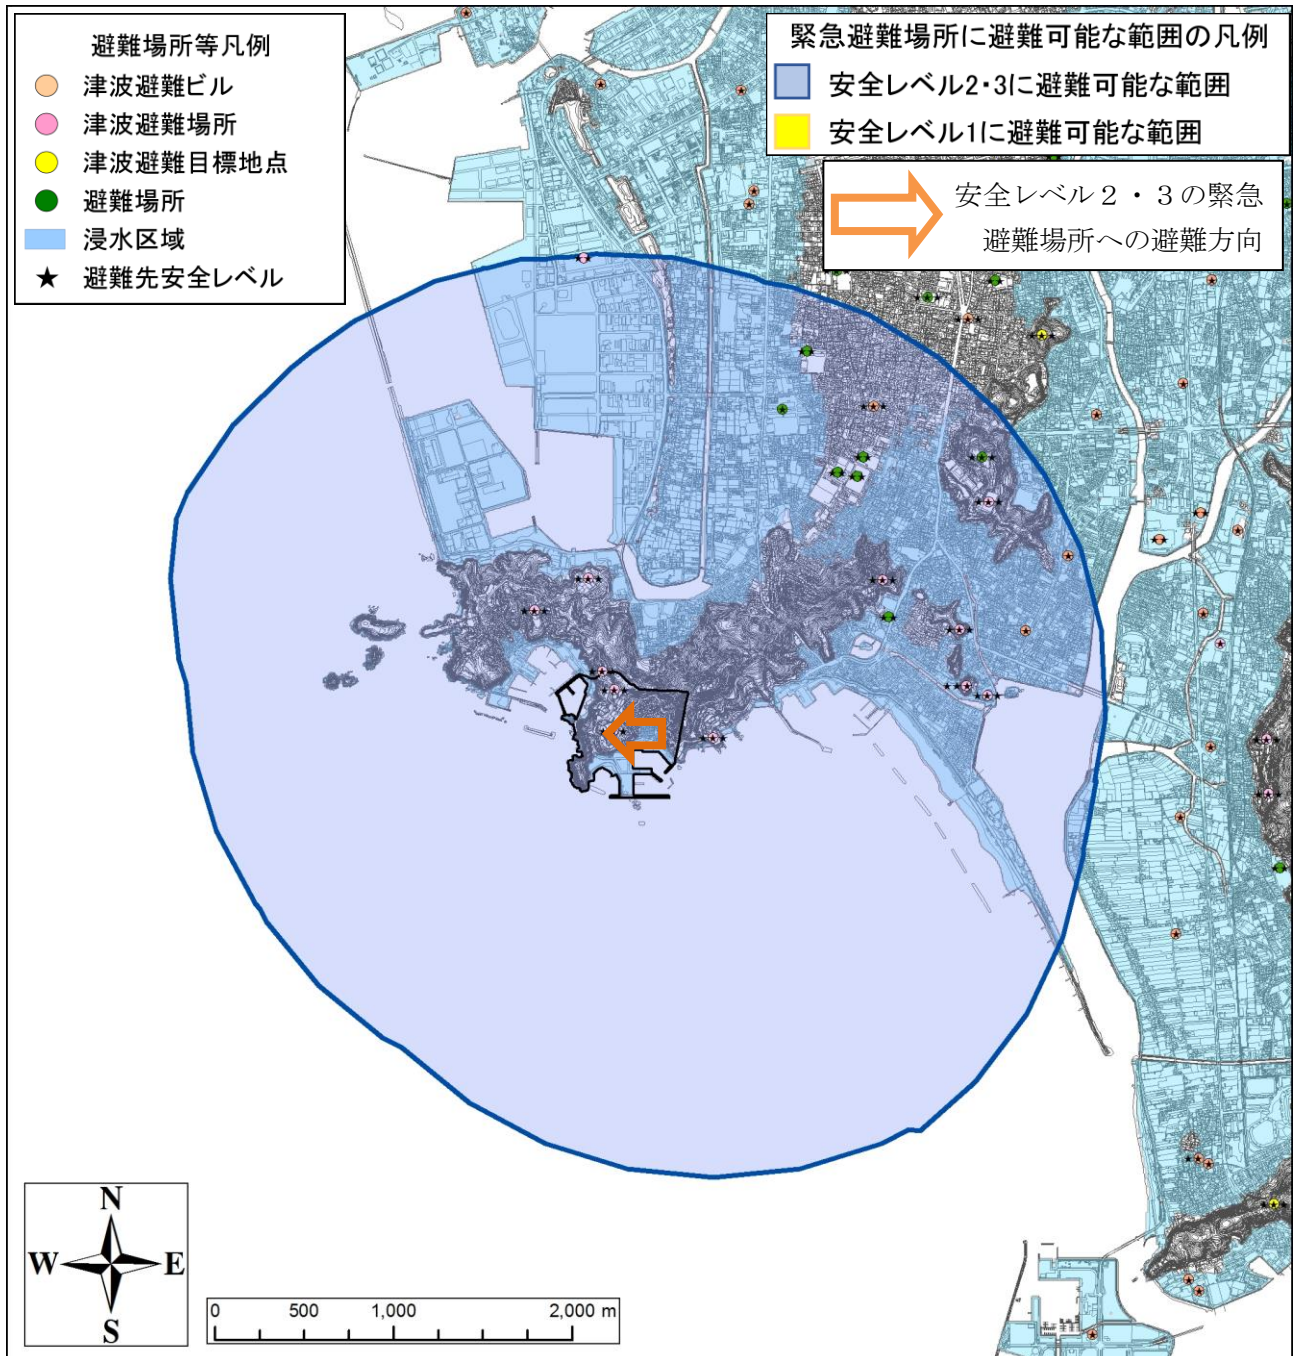 避難場所等凡例
津波避難ビル
津波避難場所
津波避難目標地点
避難場所
浸水区域
避難先安全レベル
緊急避難場所に避難可能な範囲の凡例
安全レベル2・3に避難可能な範囲
安全レベル1に避難可能な範囲
安全レベル２・３の緊急
避難場所への避難方向
N
W E
S
0 500 1,000 2,000 m